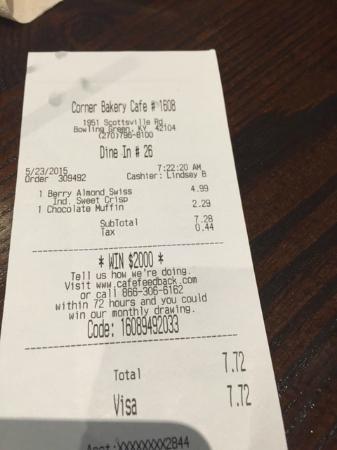 Corner Bakery Cafe # 1608
1951 Scottsville Rd.
Bowling Green, KY 42104
(270)796-8100
Dine In # 26
5/23/2015 7:22:20 AM
Order 309492 Cashier: Lindsey B
1 Berry Almond Swiss 4.99
Ind. Sweet Crisp
1 Chocolate Muffin 2.29
SubTotal 7.28
Tax 0.44
* WIN $2000 *
Tell us how we're doing.
Visit www.cafefeedback.com
or call 866-306-6162
within 72 hours and you could
win our monthly drawing.
Code: 16089492033
Total 7.72
Visa 7.72
Acct:XXXXXXXX2844